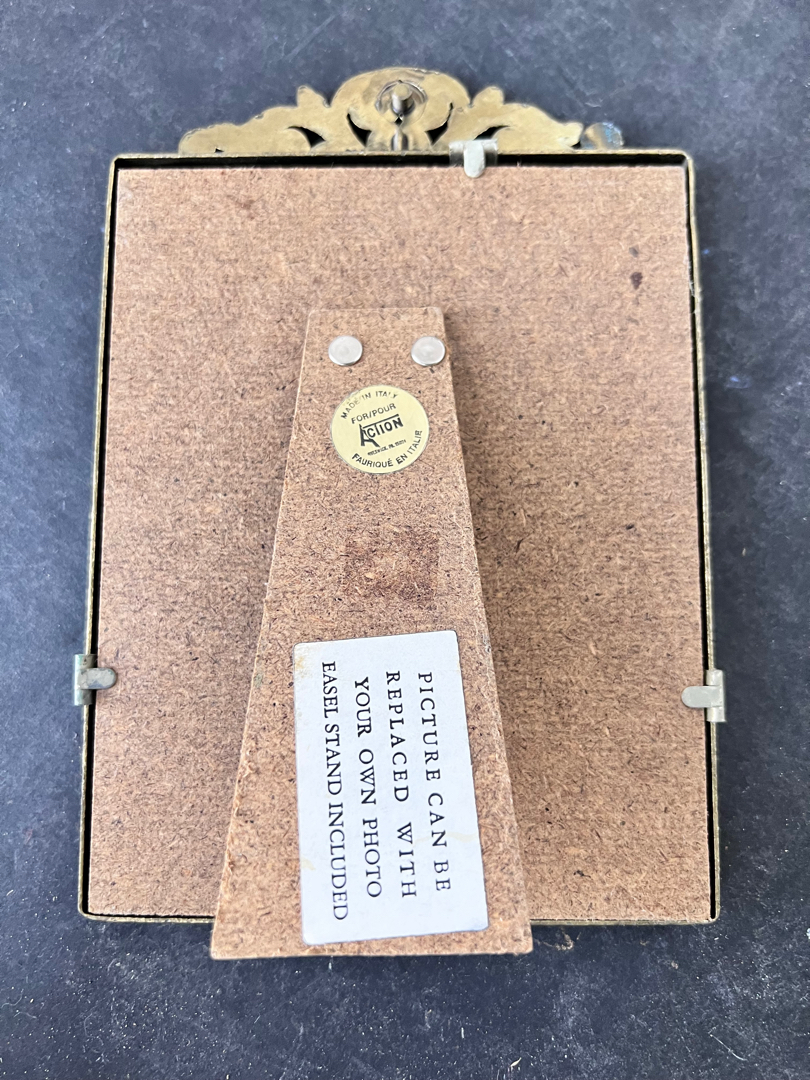 MADE IN ITALY
FOR/POUR
ACTION
FABRIQUÉ EN ITALIE
PICTURE CAN BE
REPLACED WITH
YOUR OWN PHOTO
EASEL STAND INCLUDED